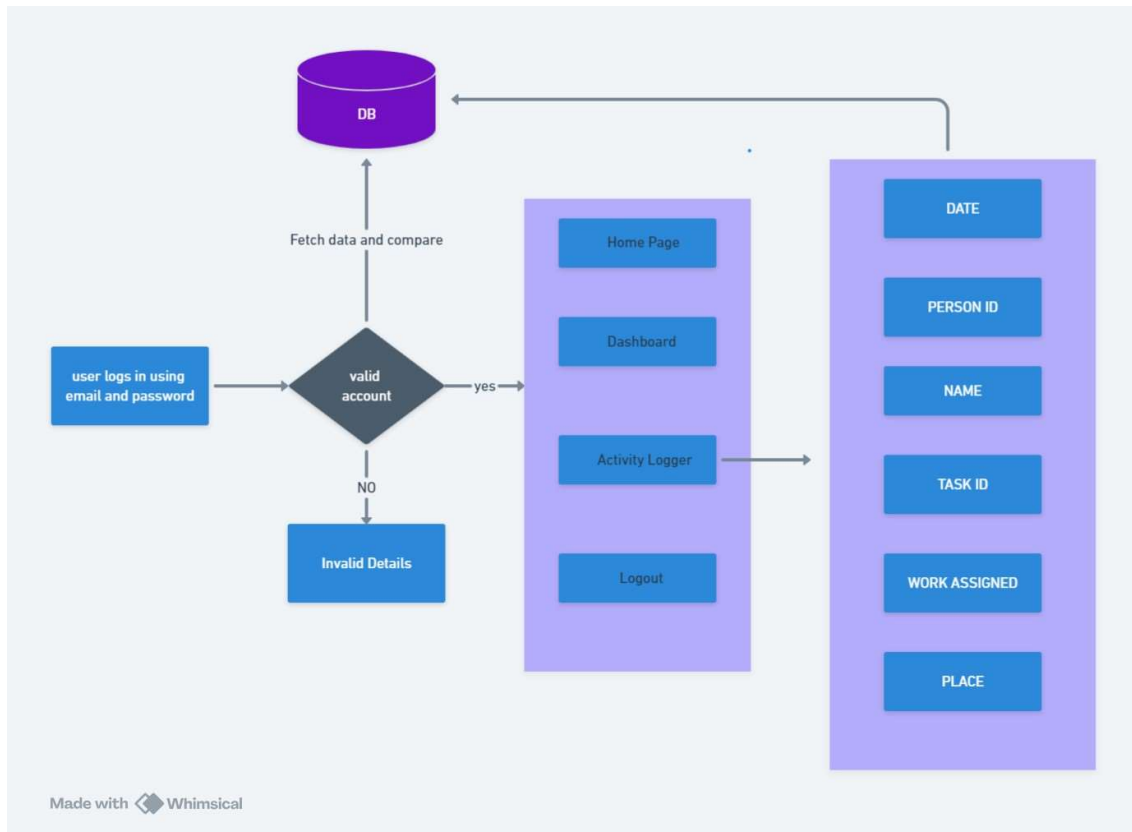 DB
Fetch data and compare
user logs in using
email and password
valid
account
yes
NO
Invalid Details
Home Page
Dashboard
Activity Logger
Logout
DATE
PERSON ID
NAME
TASK ID
WORK ASSIGNED
PLACE
Made with Whimsical